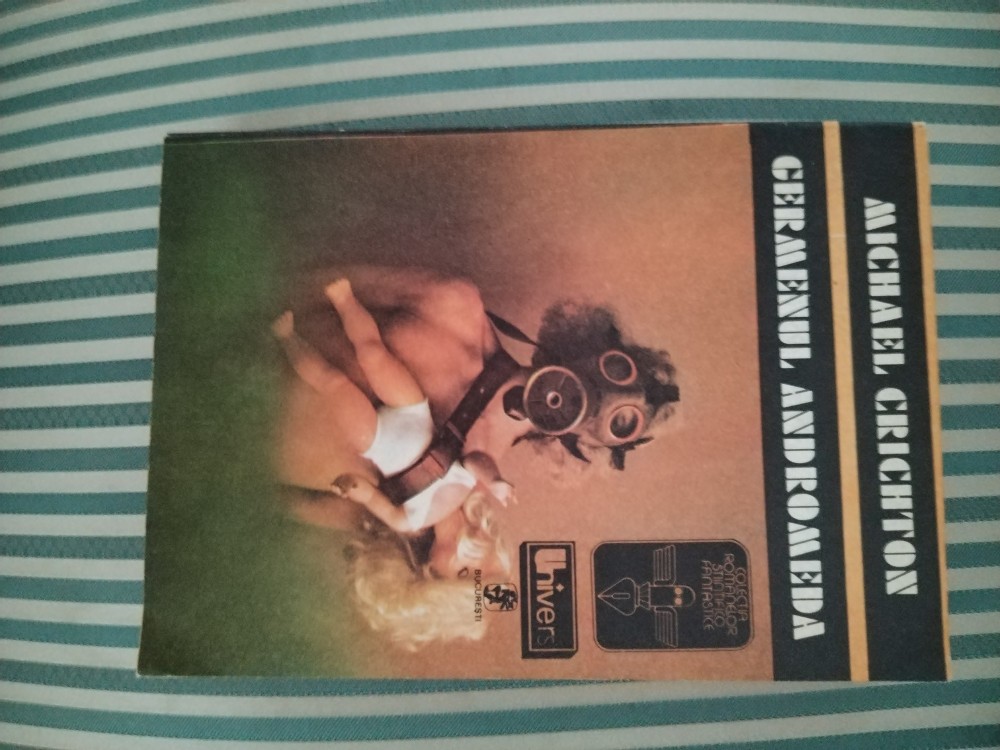 MICHAEL CRICHTON
GERMENUL ANDROMEDA
COLECȚIA
ROMANELOR
ȘTIINȚIFICO
FANTASTICE
Univers
BUCUREȘTI